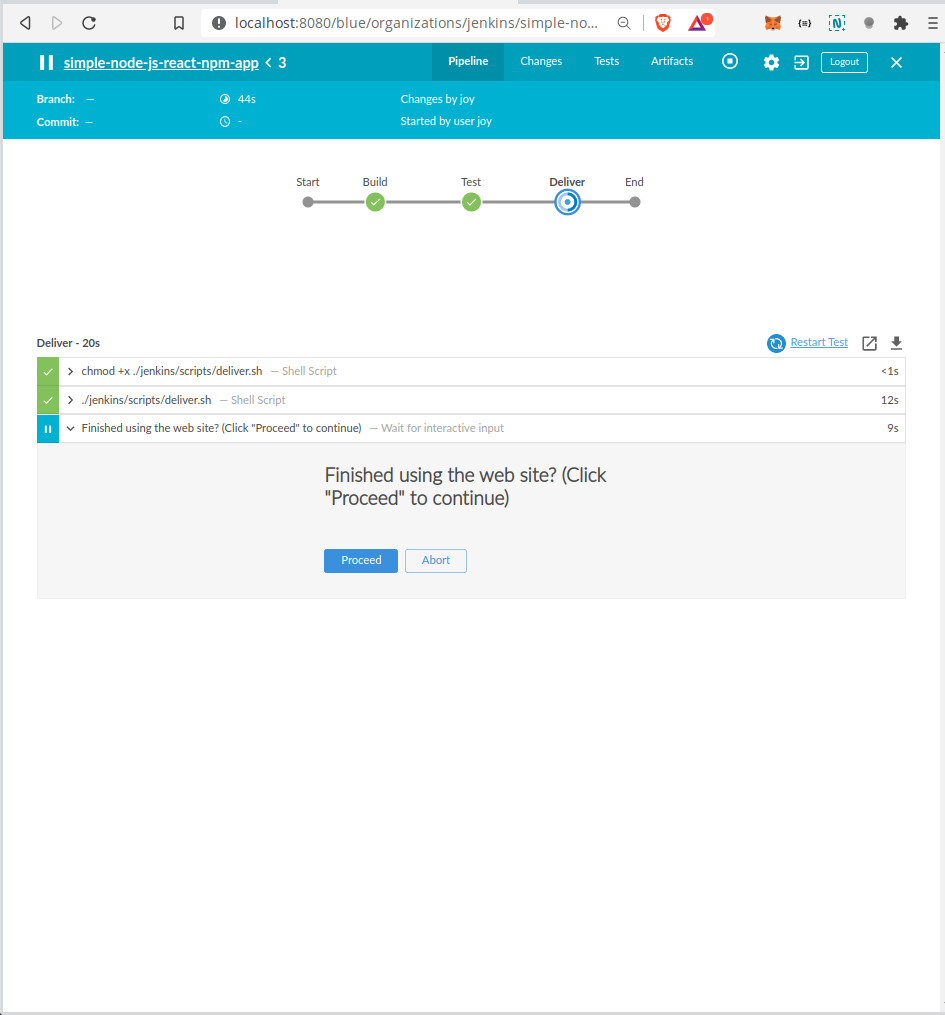 localhost:8080/blue/organizations/jenkins/simple-no...
1
simple-node-js-react-npm-app < 3
Pipeline Changes Tests Artifacts Logout
Branch: — 44s Changes by joy
Commit: — - Started by user joy
Start Build Test Deliver End
Deliver - 20s Restart Test
chmod +x ./jenkins/scripts/deliver.sh — Shell Script <1s
./jenkins/scripts/deliver.sh — Shell Script 12s
Finished using the web site? (Click "Proceed" to continue) — Wait for interactive input 9s
Finished using the web site? (Click
"Proceed" to continue)
Proceed Abort